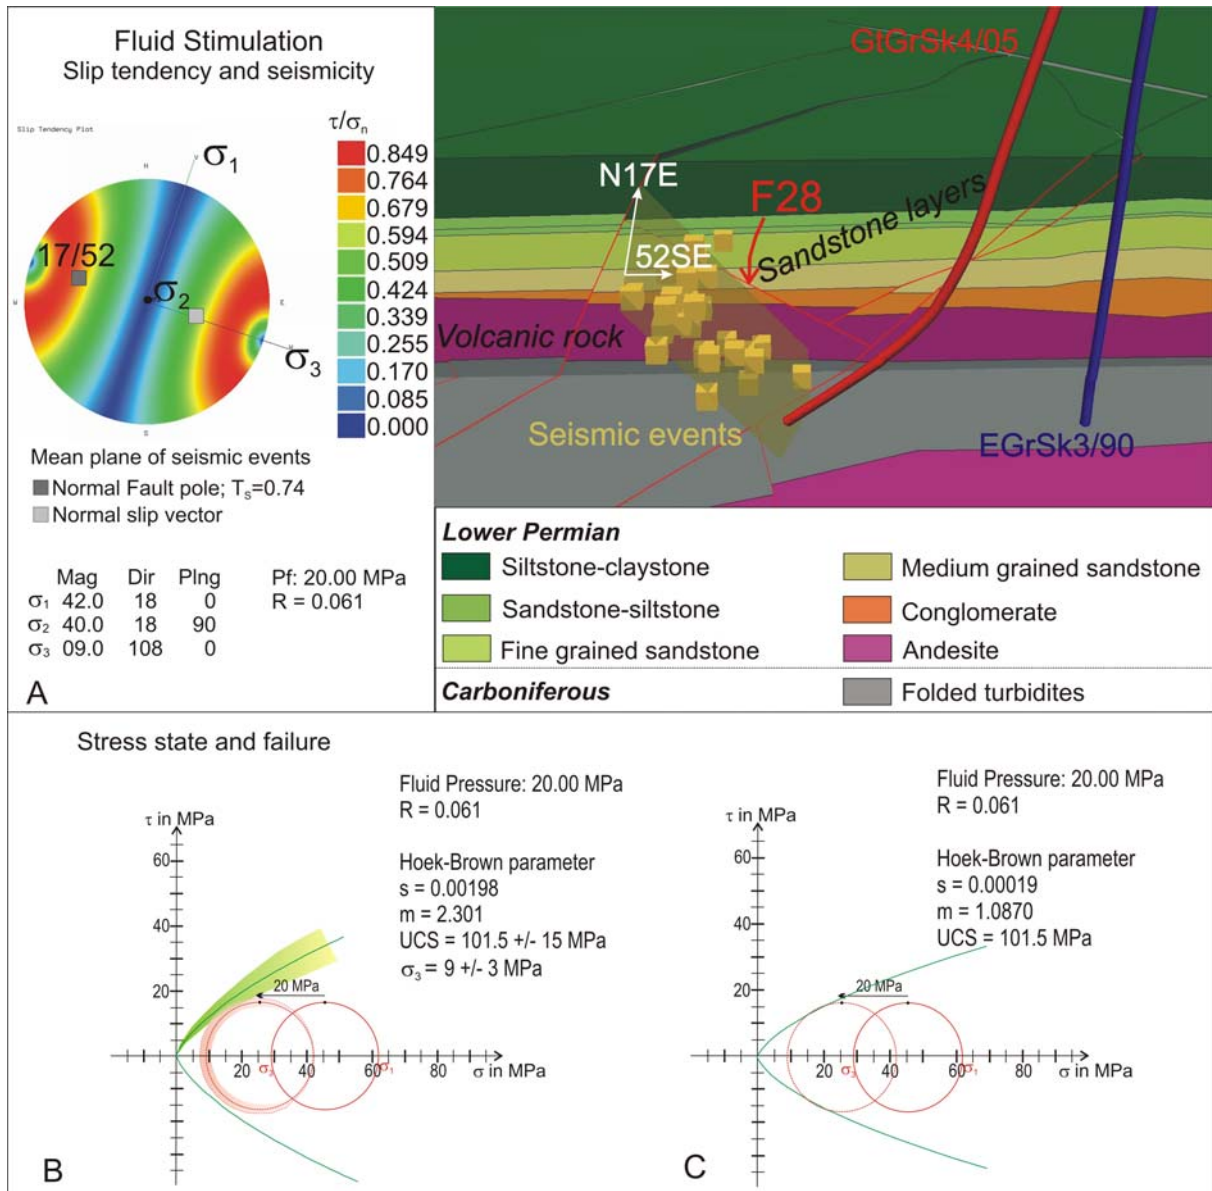 Fluid Stimulation
Slip tendency and seismicity
Slip Tendency Plot
τ/σn
0.849
0.764
0.679
0.594
0.509
0.424
0.339
0.255
0.170
0.085
0.000
N
σ1
17/52
σ2
W
E
σ3
S
Mean plane of seismic events
Normal Fault pole; Ts=0.74
Normal slip vector
Mag Dir Plng
σ1 42.0 18 0
σ2 40.0 18 90
σ3 09.0 108 0
Pf: 20.00 MPa
R = 0.061
A
GtGrSk4/05
N17E
F28
Sandstone layers
52SE
Volcanic rock
Seismic events
EGrSk3/90
Lower Permian
Siltstone-claystone
Sandstone-siltstone
Fine grained sandstone
Medium grained sandstone
Conglomerate
Andesite
Carboniferous
Folded turbidites
Stress state and failure
τ in MPa
60
40
20
20 MPa
20 σ3 40 60 σ1 80 σ in MPa
Fluid Pressure: 20.00 MPa
R = 0.061
Hoek-Brown parameter
s = 0.00198
m = 2.301
UCS = 101.5 +/- 15 MPa
σ3 = 9 +/- 3 MPa
B
τ in MPa
60
40
20
20 MPa
20 σ3 40 60 σ1 80 σ in MPa
Fluid Pressure: 20.00 MPa
R = 0.061
Hoek-Brown parameter
s = 0.00019
m = 1.0870
UCS = 101.5 MPa
C